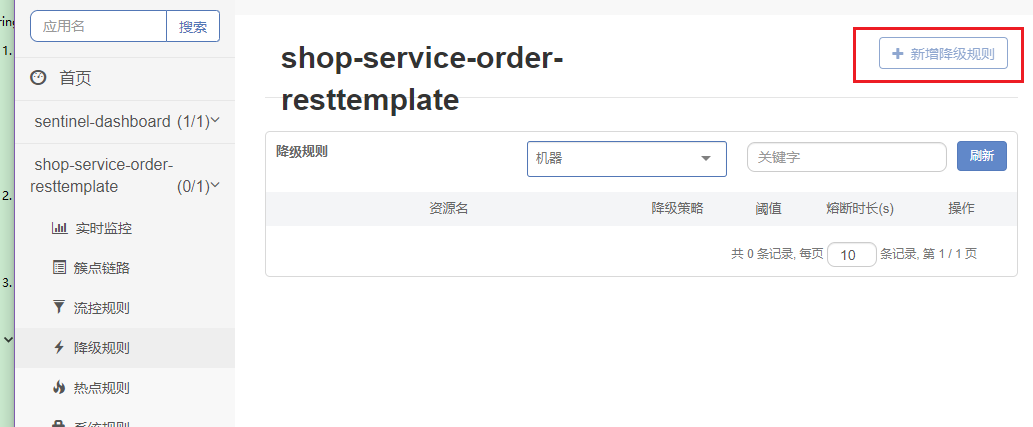 ring
1.
2.
3.
应用名
搜索
首页
sentinel-dashboard (1/1)
shop-service-order-
resttemplate (0/1)
实时监控
簇点链路
流控规则
降级规则
热点规则
系统规则
shop-service-order-
resttemplate
新增降级规则
降级规则
机器
关键字
刷新
资源名 降级策略 阈值 熔断时长(s) 操作
共 0 条记录, 每页 10 条记录, 第 1 / 1 页